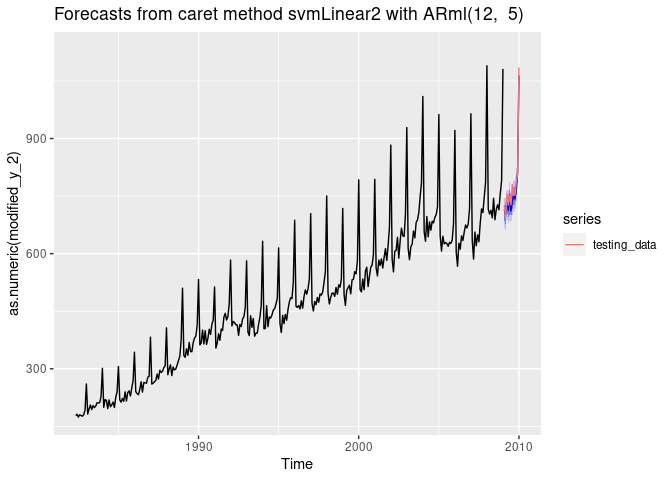 Forecasts from caret method svmLinear2 with ARml(12,  5)
as.numeric(modified_y_2)
900
600
300
1990
2000
2010
Time
series
testing_data